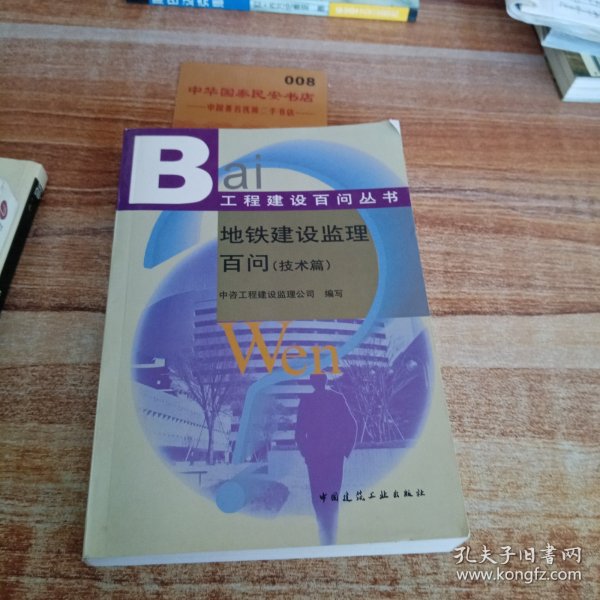 008
中华国泰民安书店
中国著名连锁二手书店
Bai
工程建设百问丛书
地铁建设监理
百问(技术篇)
中咨工程建设监理公司 编写
Wen
中国建筑工业出版社
孔夫子旧书网
www.kongfz.com